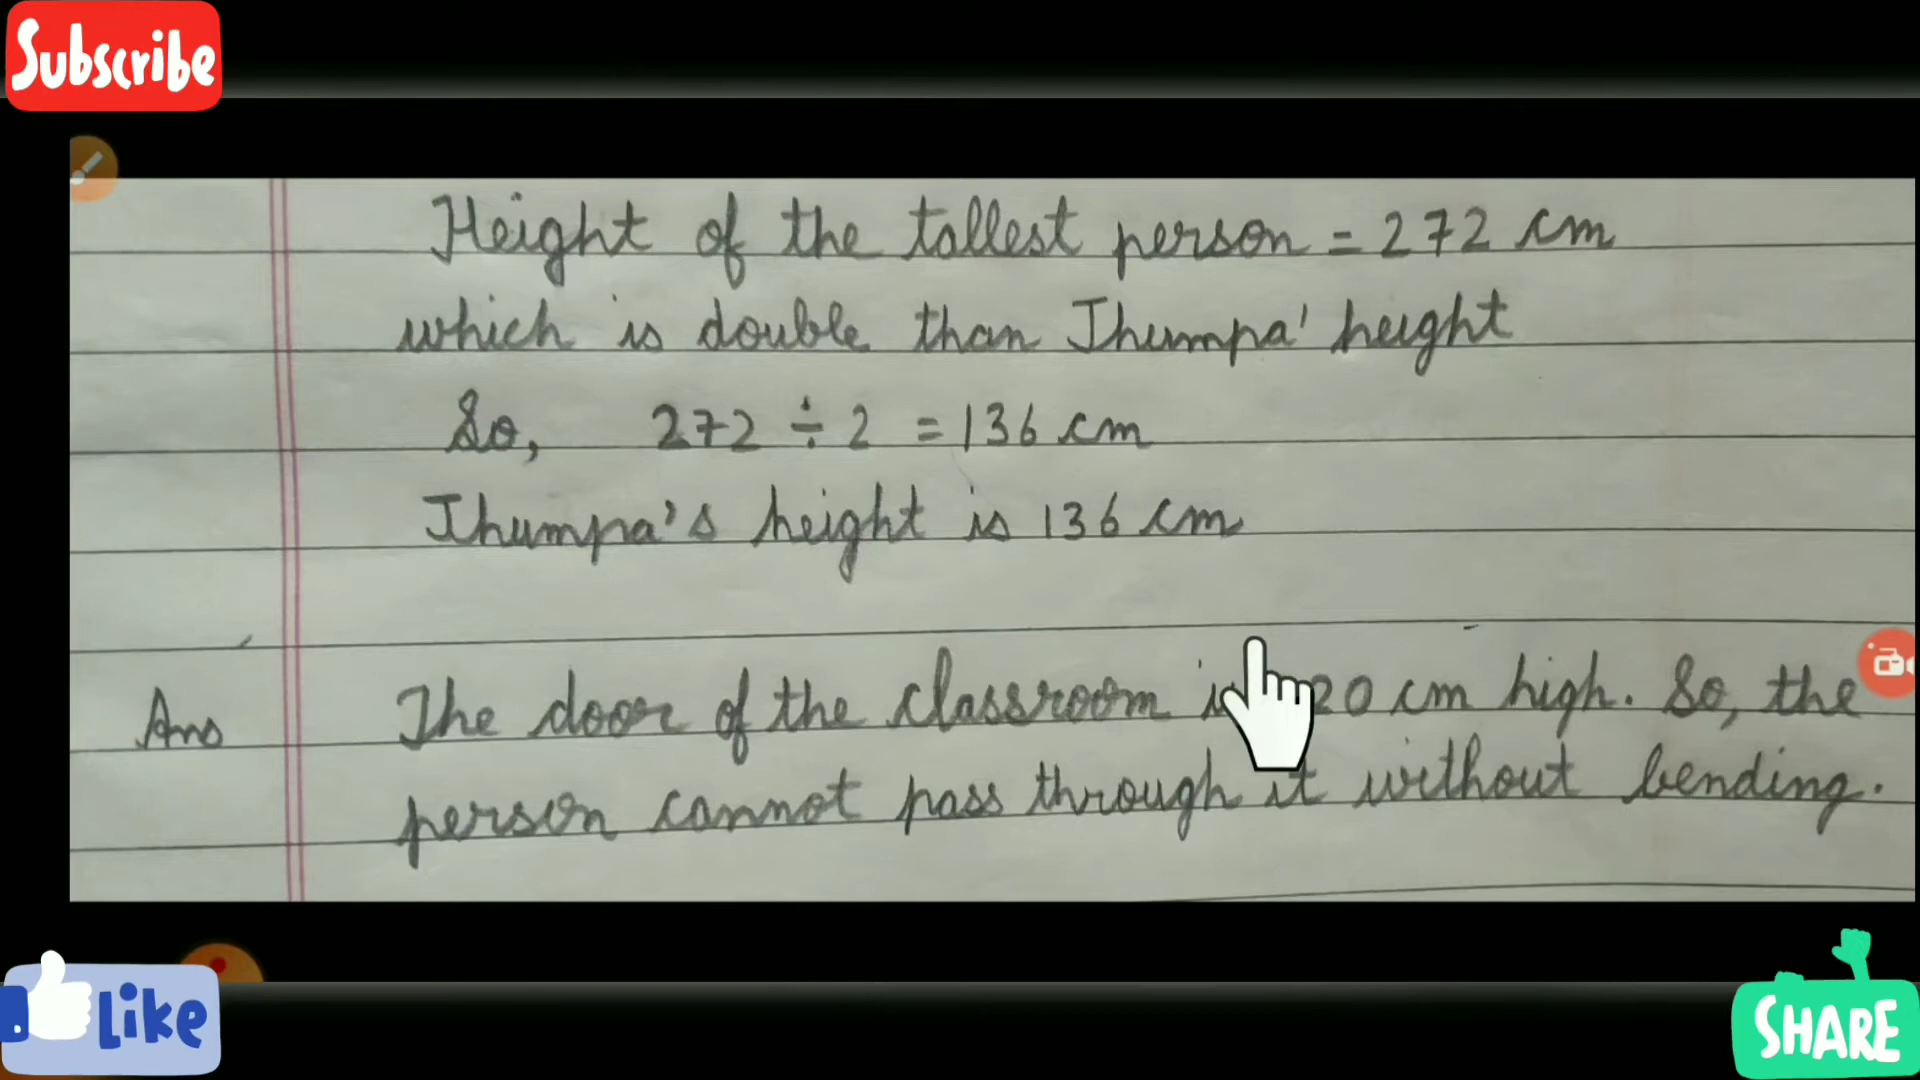 Subscribe
Height of the tallest person = 272 cm
which is double than Jhumpa' height
So, 272 ÷ 2 = 136 cm
Jhumpa's height is 136 cm
Ans The door of the classroom 20 cm high. So, the
person cannot pass through it without bending.
Like
SHARE